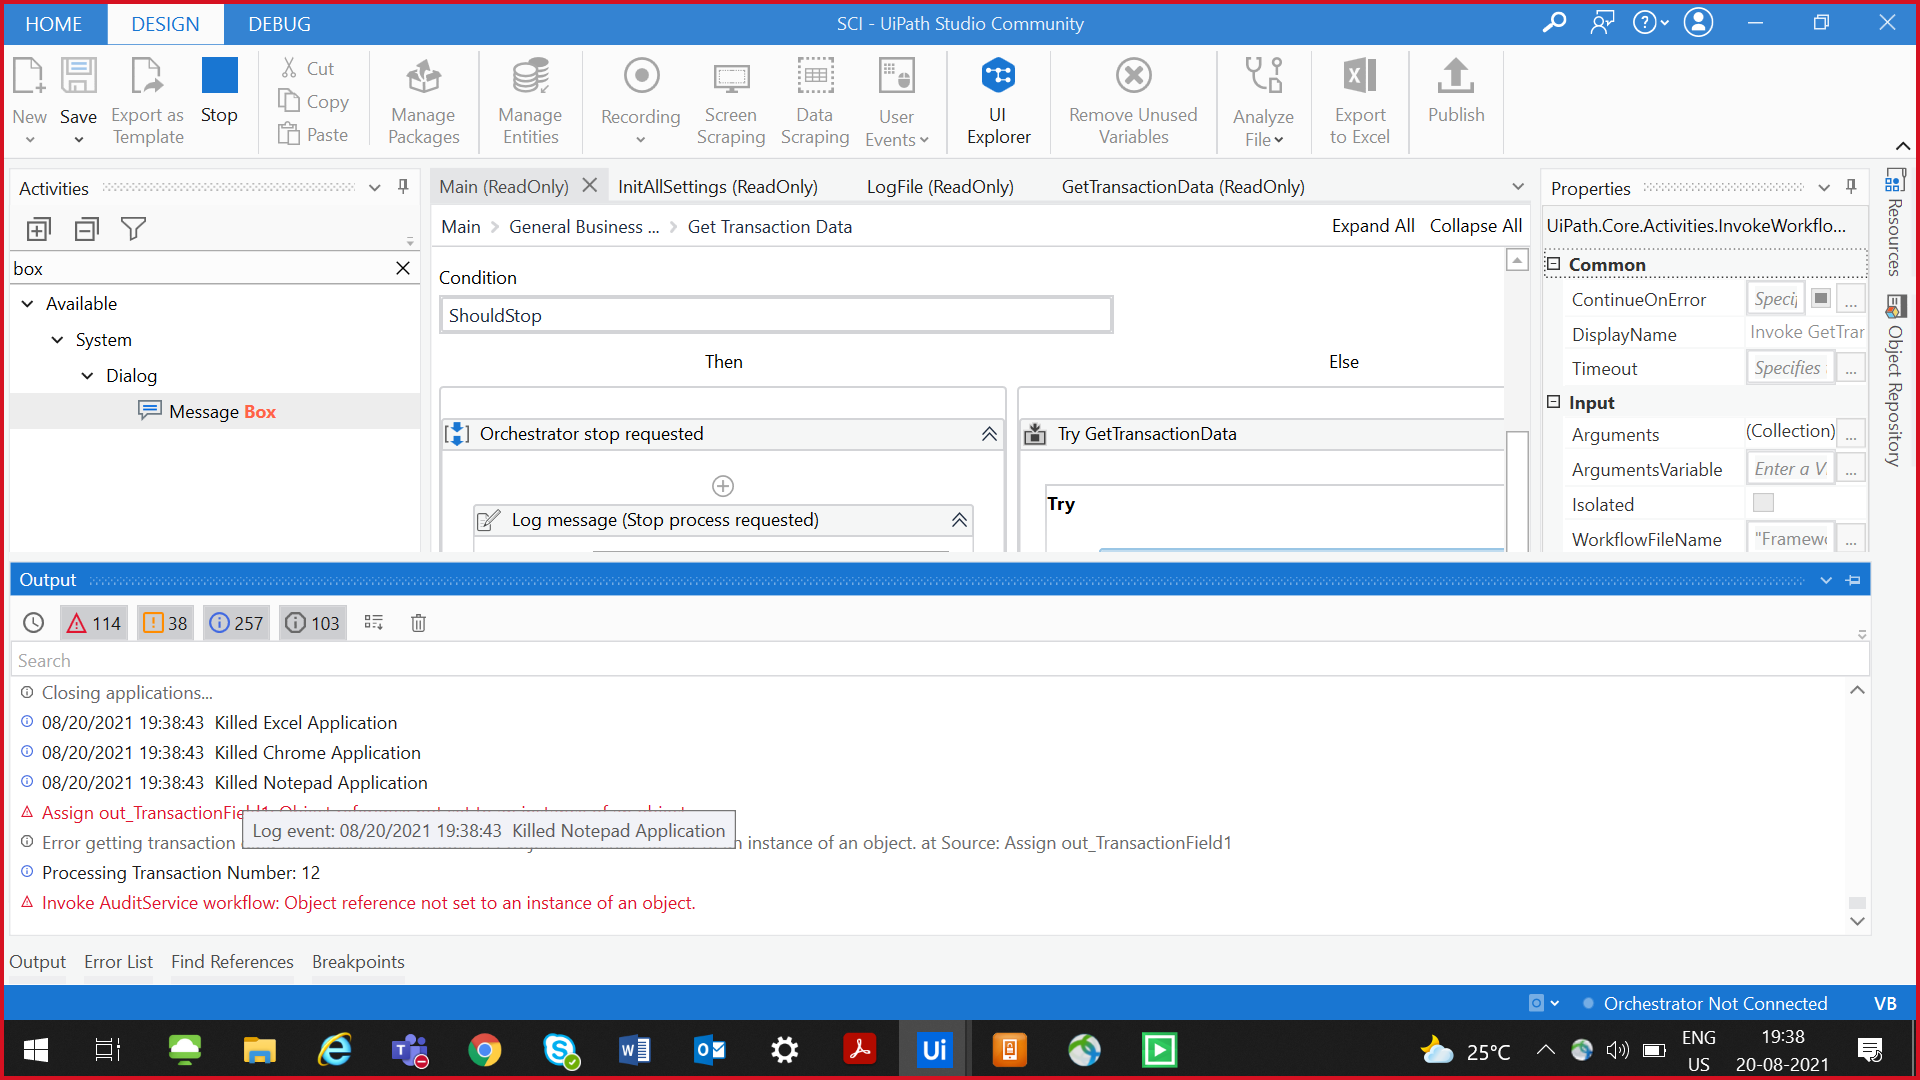 HOME DESIGN DEBUG SCI - UiPath Studio Community
New Save Export as Template Stop Cut Copy Paste Manage Packages Manage Entities Recording Screen Scraping Data Scraping User Events UI Explorer Remove Unused Variables Analyze File Export to Excel Publish
Activities
box
Available
System
Dialog
Message Box
Main (ReadOnly) InitAllSettings (ReadOnly) LogFile (ReadOnly) GetTransactionData (ReadOnly)
Main General Business ... Get Transaction Data Expand All Collapse All
Condition
ShouldStop
Then Else
Orchestrator stop requested Try GetTransactionData
Try
Log message (Stop process requested)
Properties
UiPath.Core.Activities.InvokeWorkflo...
Common
ContinueOnError Specij ...
DisplayName Invoke GetTrar
Timeout Specifies ...
Input
Arguments (Collection) ...
ArgumentsVariable Enter a V ...
Isolated
WorkflowFileName "Framew ...
Resources
Object Repository
Output
114 38 257 103
Search
Closing applications...
08/20/2021 19:38:43 Killed Excel Application
08/20/2021 19:38:43 Killed Chrome Application
08/20/2021 19:38:43 Killed Notepad Application
Assign out_TransactionFie
Log event: 08/20/2021 19:38:43 Killed Notepad Application
Error getting transaction instance of an object. at Source: Assign out_TransactionField1
Processing Transaction Number: 12
Invoke AuditService workflow: Object reference not set to an instance of an object.
Output Error List Find References Breakpoints
Orchestrator Not Connected VB
Ui 25°C ENG US 19:38 20-08-2021